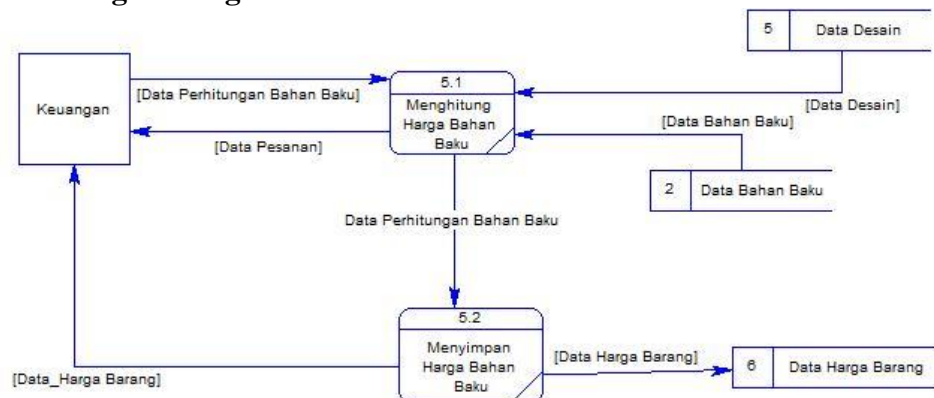 5
Data Desain
5.1
Keuangan
[Data Perhitungan Bahan Baku]
Menghitung
Harga Bahan
Baku
[Data Desain]
[Data Bahan Baku]
[Data Pesanan]
2
Data Bahan Baku
Data Perhitungan Bahan Baku
5.2
Menyimpan
Harga Bahan
Baku
[Data Harga Barang]
6
Data Harga Barang
[Data_Harga Barang]